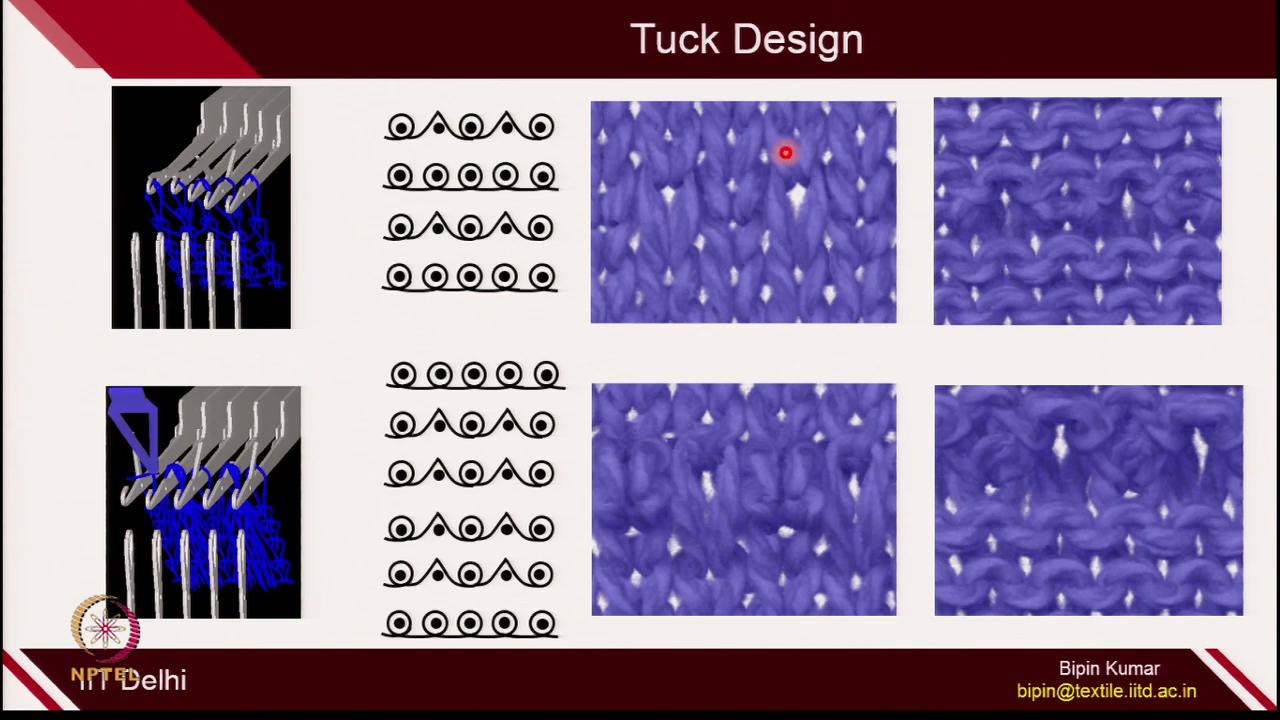 Tuck Design
NPTEL
IIT Delhi
Bipin Kumar
bipin@textile.iitd.ac.in